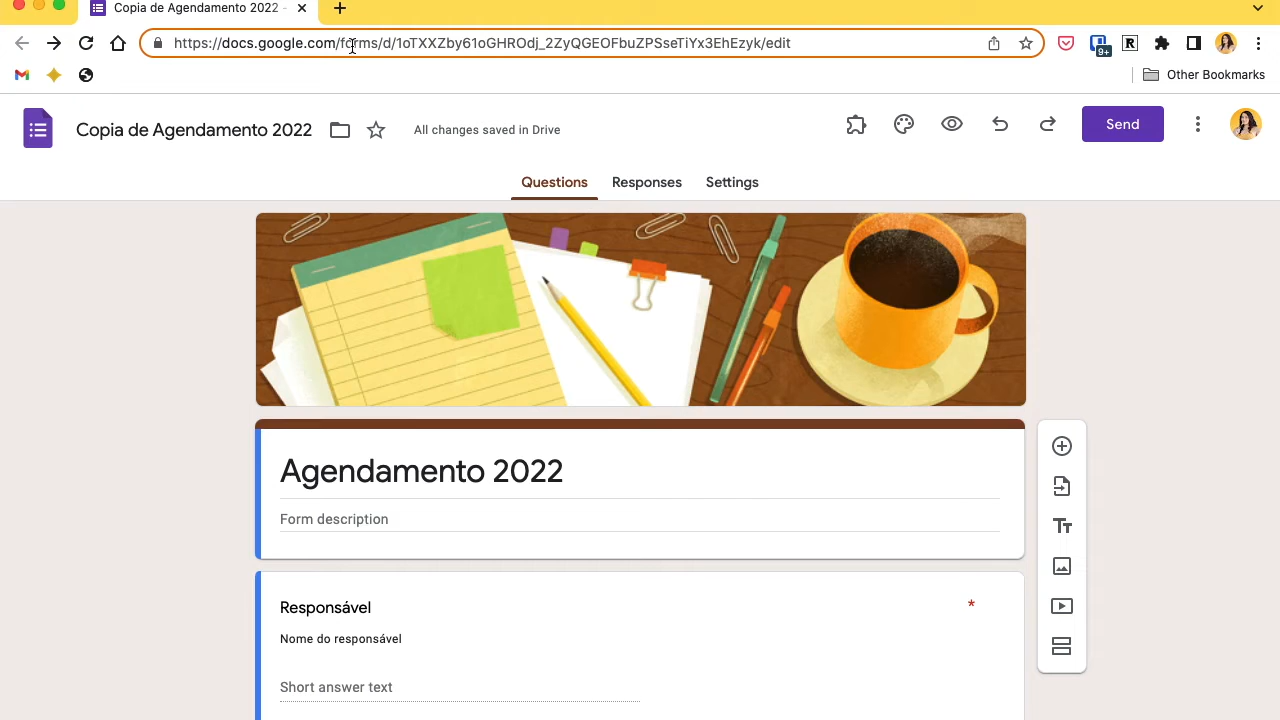 Copia de Agendamento 2022 -
https://docs.google.com/forms/d/1oTXXZby61oGHROdj_2ZyQGEOFbuZPSseTiYx3EhEzyk/edit
9+
Other Bookmarks
Copia de Agendamento 2022
All changes saved in Drive
Send
Questions Responses Settings
Agendamento 2022
Form description
Responsável *
Nome do responsável
Short answer text